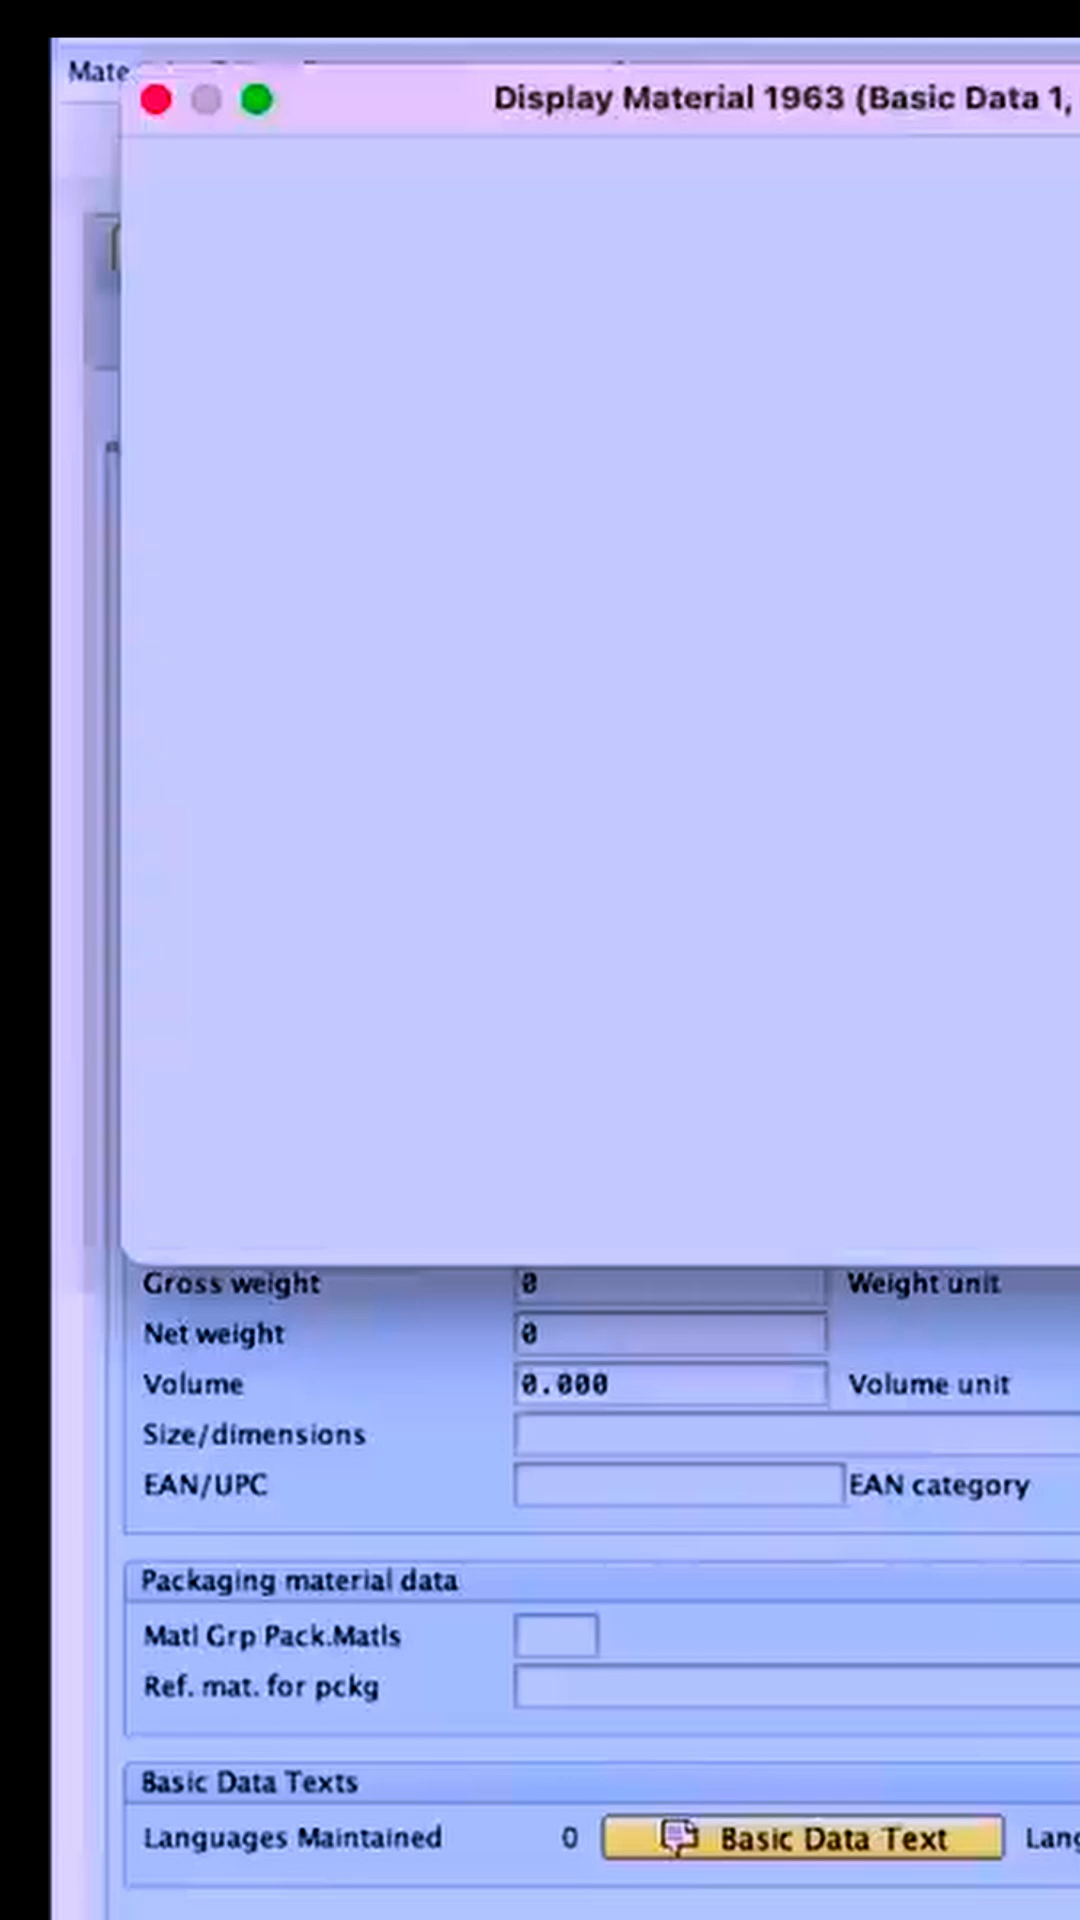 Mate
Display Material 1963 (Basic Data 1,
Gross weight 0 Weight unit
Net weight 0
Volume 0.000 Volume unit
Size/dimensions
EAN/UPC EAN category
Packaging material data
Matl Grp Pack.Matls
Ref. mat. for pckg
Basic Data Texts
Languages Maintained 0 Basic Data Text Lang